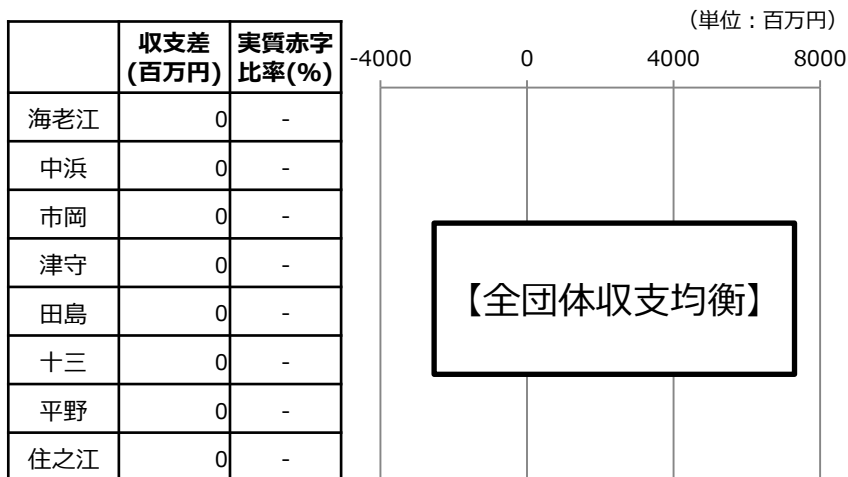 （単位：百万円）
収支差
(百万円)
実質赤字
比率(%)
-4000 0 4000 8000
海老江 0 -
中浜 0 -
市岡 0 -
津守 0 -
田島 0 -
十三 0 -
平野 0 -
住之江 0 -
【全団体収支均衡】